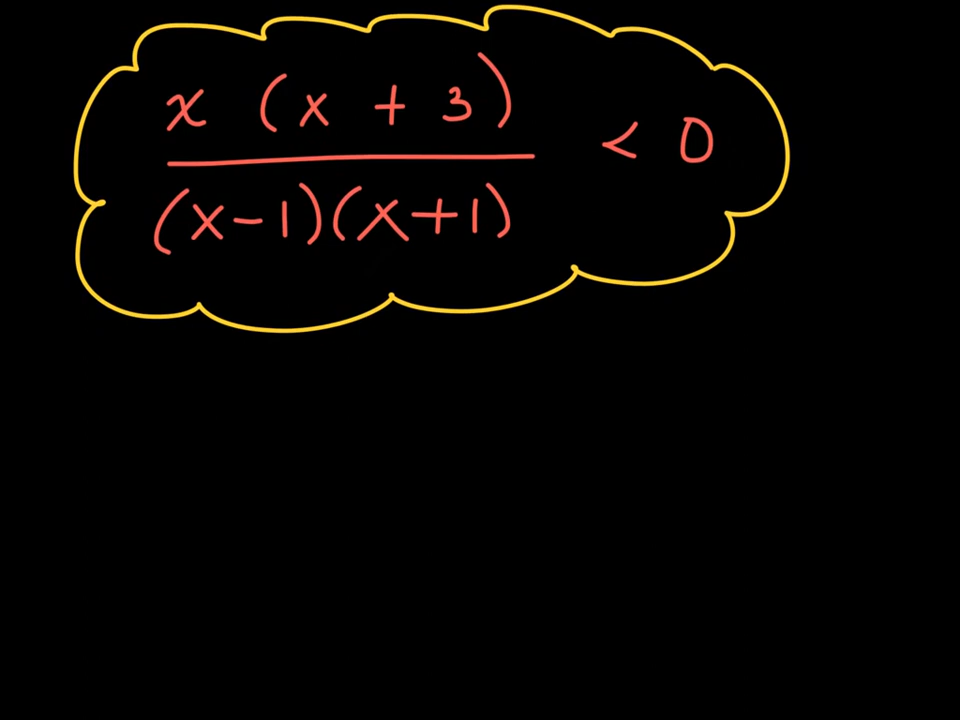 x (x + 3)
(x-1)(x+1)
< 0